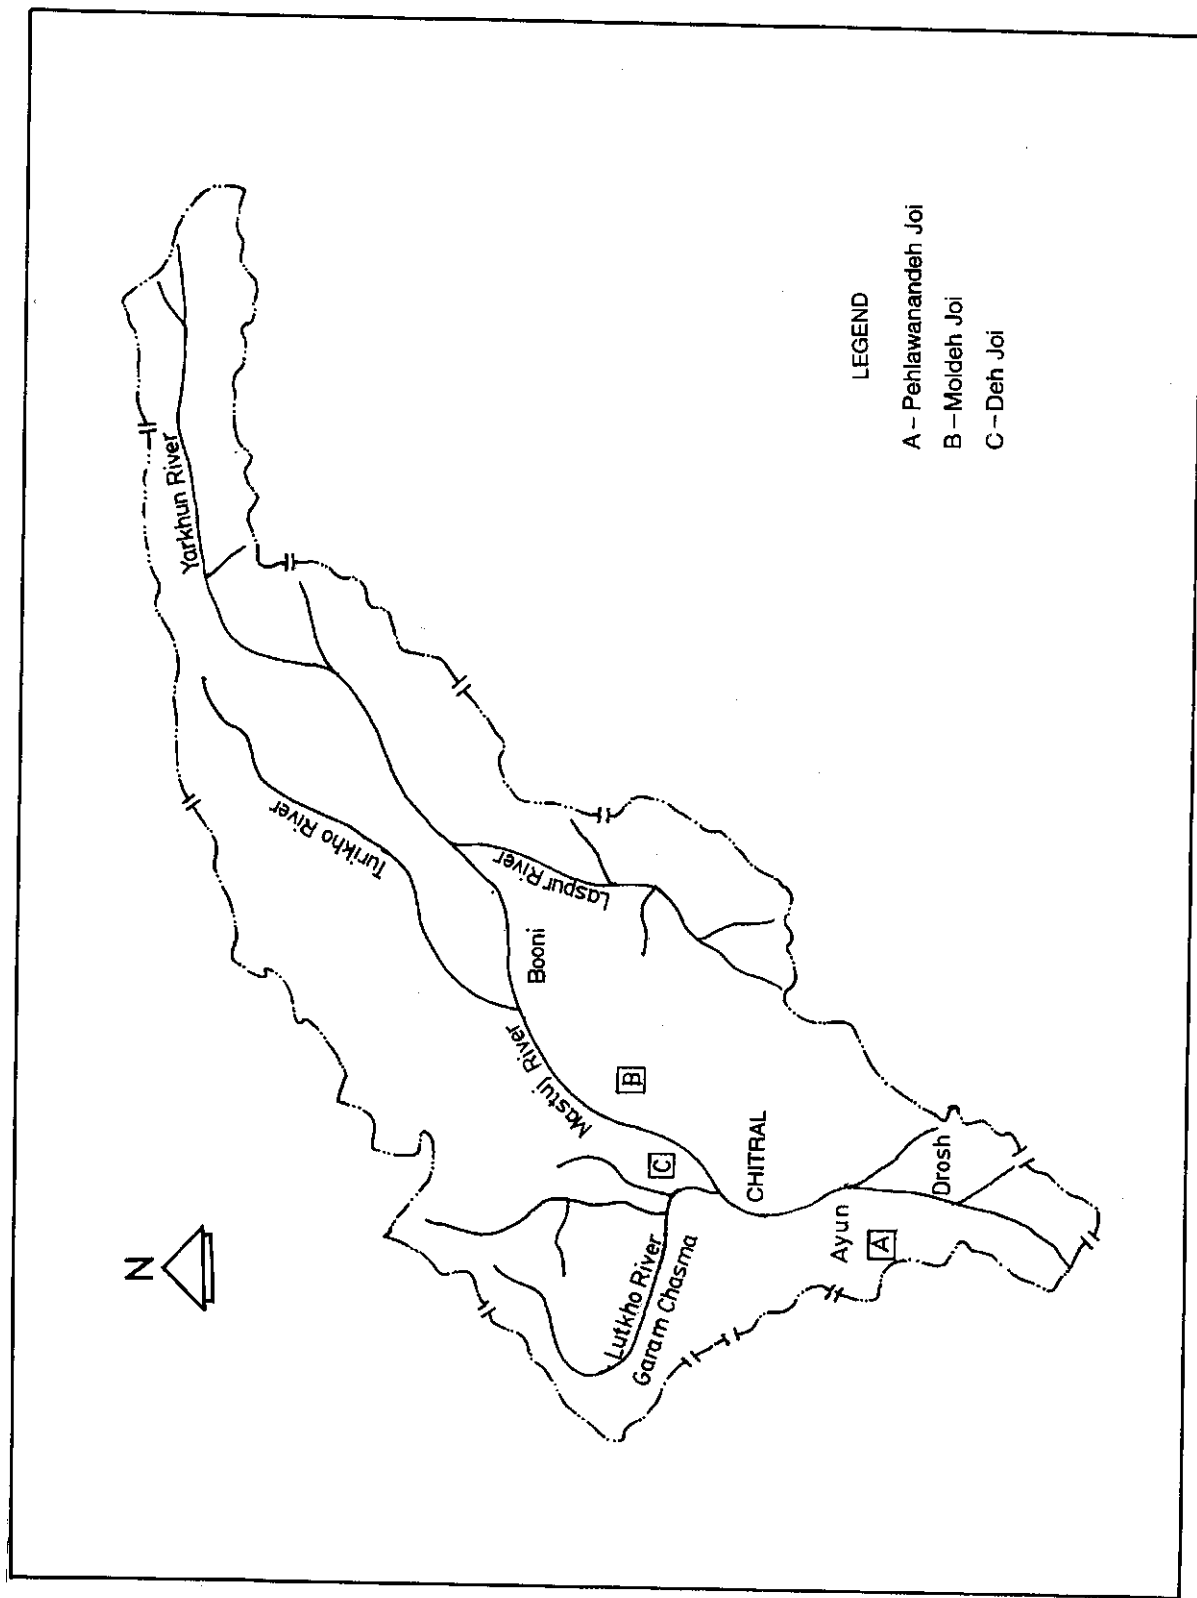 N
Yarkhun River
Turikho River
Laspur River
Booni
Mastuj River
B
C
Lutkho River
Garam Chasma
CHITRAL
Ayun
A
Drosh
LEGEND
A – Pehlawanandeh Joi
B – Moldeh Joi
C – Deh Joi